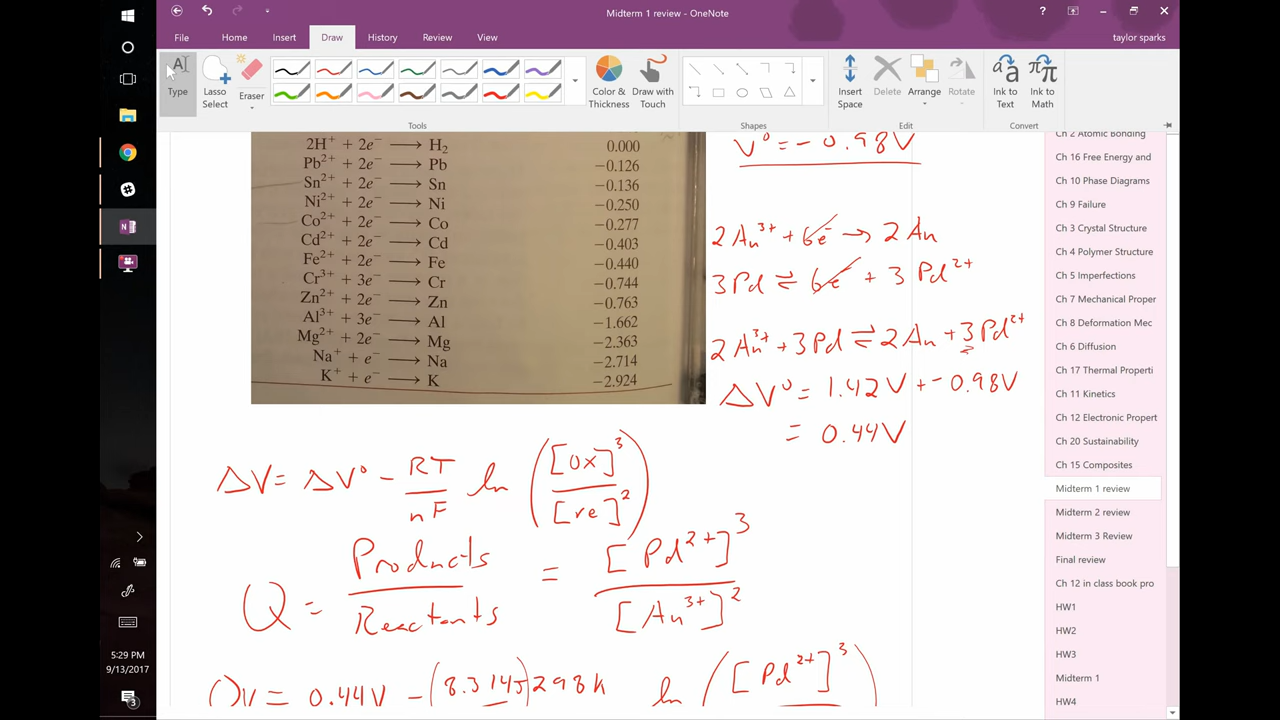 Midterm 1 review - OneNote
?
taylor sparks
File Home Insert Draw History Review View
Type
Lasso Select
Eraser
Color & Thickness
Draw with Touch
Insert Space
Delete
Arrange
Rotate
Ink to Text
Ink to Math
Tools
Shapes
Edit
Convert
2H⁺ + 2e⁻ ⟶ H₂ 0.000
Pb²⁺ + 2e⁻ ⟶ Pb −0.126
Sn²⁺ + 2e⁻ ⟶ Sn −0.136
Ni²⁺ + 2e⁻ ⟶ Ni −0.250
Co²⁺ + 2e⁻ ⟶ Co −0.277
Cd²⁺ + 2e⁻ ⟶ Cd −0.403
Fe²⁺ + 2e⁻ ⟶ Fe −0.440
Cr³⁺ + 3e⁻ ⟶ Cr −0.744
Zn²⁺ + 2e⁻ ⟶ Zn −0.763
Al³⁺ + 3e⁻ ⟶ Al −1.662
Mg²⁺ + 2e⁻ ⟶ Mg −2.363
Na⁺ + e⁻ ⟶ Na −2.714
K⁺ + e⁻ ⟶ K −2.924
V⁰ = −0.98V
2Au³⁺ + 6e⁻ → 2Au
3Pd ⇌ 6e⁻ + 3Pd²⁺
2Au³⁺ + 3Pd ⇌ 2Au + 3Pd²⁺
ΔV⁰ = 1.42V + −0.98V
= 0.44V
ΔV = ΔV⁰ − RT/nF ln ([ox]³/[re]²)
Q = Products/Reactants = [Pd²⁺]³/[Au³⁺]²
ΔV = 0.44V − (8.3145)298K ln ([Pd²⁺]³
Ch 2 Atomic Bonding
Ch 16 Free Energy and
Ch 10 Phase Diagrams
Ch 9 Failure
Ch 3 Crystal Structure
Ch 4 Polymer Structure
Ch 5 Imperfections
Ch 7 Mechanical Proper
Ch 8 Deformation Mec
Ch 6 Diffusion
Ch 17 Thermal Properti
Ch 11 Kinetics
Ch 12 Electronic Propert
Ch 20 Sustainability
Ch 15 Composites
Midterm 1 review
Midterm 2 review
Midterm 3 Review
Final review
Ch 12 in class book pro
HW1
HW2
HW3
Midterm 1
HW4
5:29 PM
9/13/2017
3